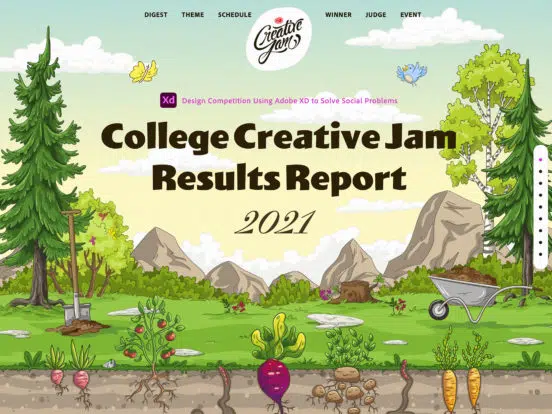 DIGEST THEME SCHEDULE Creative Jam WINNER JUDGE EVENT
Xd Design Competition Using Adobe XD to Solve Social Problems
College Creative Jam
Results Report
2021